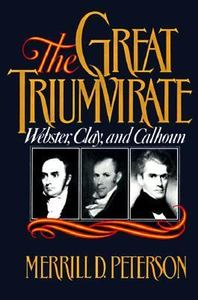 The GREAT
TRIUMVIRATE
Webster, Clay, and Calhoun
MERRILL D. PETERSON